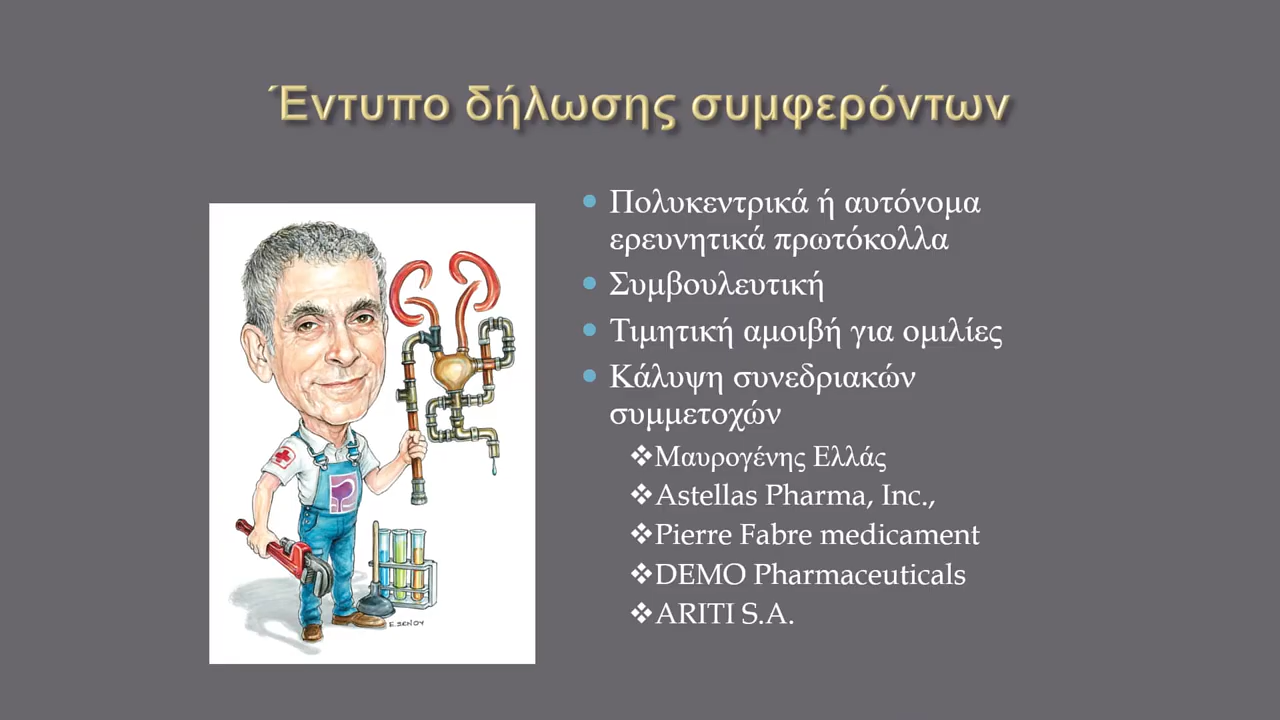 Έντυπο δήλωσης συμφερόντων
Πολυκεντρικά ή αυτόνομα
ερευνητικά πρωτόκολλα
Συμβουλευτική
Τιμητική αμοιβή για ομιλίες
Κάλυψη συνεδριακών
συμμετοχών
Μαυρογένης Ελλάς
Astellas Pharma, Inc.,
Pierre Fabre medicament
DEMO Pharmaceuticals
ARITI S.A.